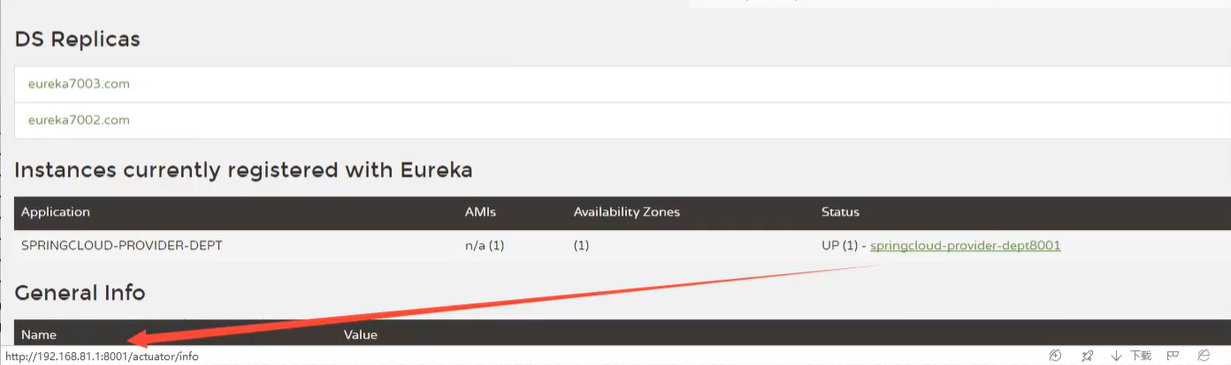 DS Replicas
eureka7003.com
eureka7002.com
Instances currently registered with Eureka
Application AMIs Availability Zones Status
SPRINGCLOUD-PROVIDER-DEPT n/a (1) (1) UP (1) - springcloud-provider-dept8001
General Info
Name Value
http://192.168.81.1:8001/actuator/info 下载